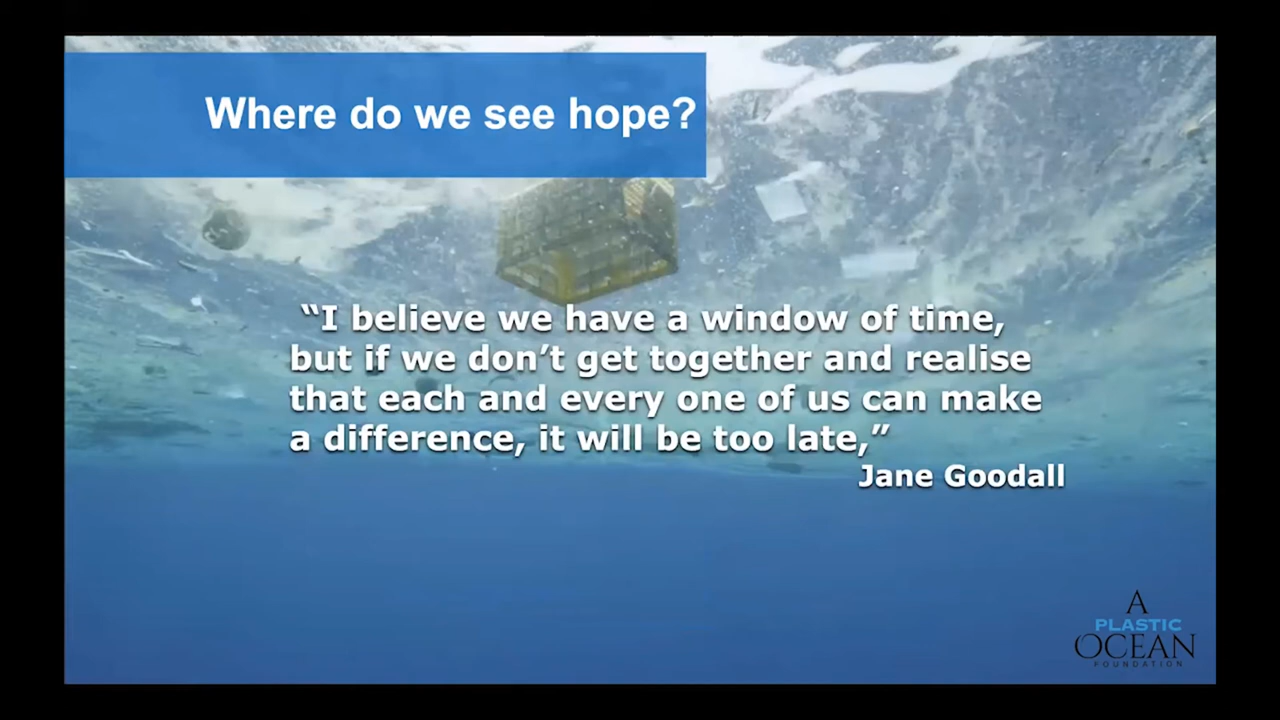 Where do we see hope?
“I believe we have a window of time,
but if we don’t get together and realise
that each and every one of us can make
a difference, it will be too late,”
Jane Goodall
A
PLASTIC
OCEAN
FOUNDATION